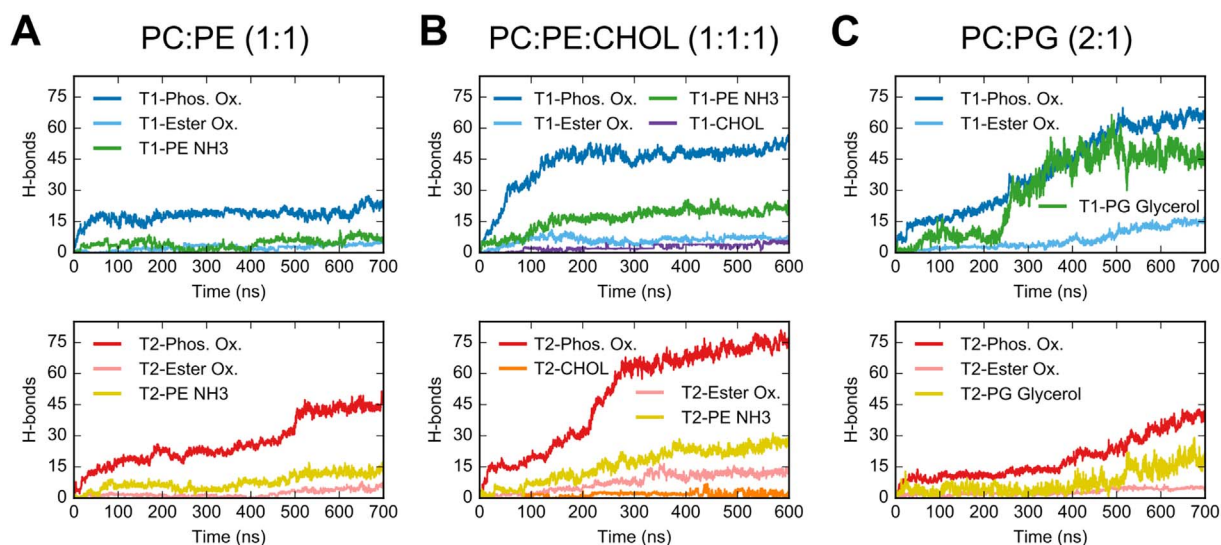 A PC:PE (1:1)
B PC:PE:CHOL (1:1:1)
C PC:PG (2:1)
H-bonds
75
60
45
30
15
0
T1-Phos. Ox.
T1-Ester Ox.
T1-PE NH3
0 100 200 300 400 500 600 700
Time (ns)
H-bonds
75
60
45
30
15
0
T1-Phos. Ox. T1-PE NH3
T1-Ester Ox. T1-CHOL
0 100 200 300 400 500 600
Time (ns)
H-bonds
75
60
45
30
15
0
T1-Phos. Ox.
T1-Ester Ox.
T1-PG Glycerol
0 100 200 300 400 500 600 700
Time (ns)
H-bonds
75
60
45
30
15
0
T2-Phos. Ox.
T2-Ester Ox.
T2-PE NH3
0 100 200 300 400 500 600 700
Time (ns)
H-bonds
75
60
45
30
15
0
T2-Phos. Ox.
T2-CHOL
T2-Ester Ox.
T2-PE NH3
0 100 200 300 400 500 600
Time (ns)
H-bonds
75
60
45
30
15
0
T2-Phos. Ox.
T2-Ester Ox.
T2-PG Glycerol
0 100 200 300 400 500 600 700
Time (ns)